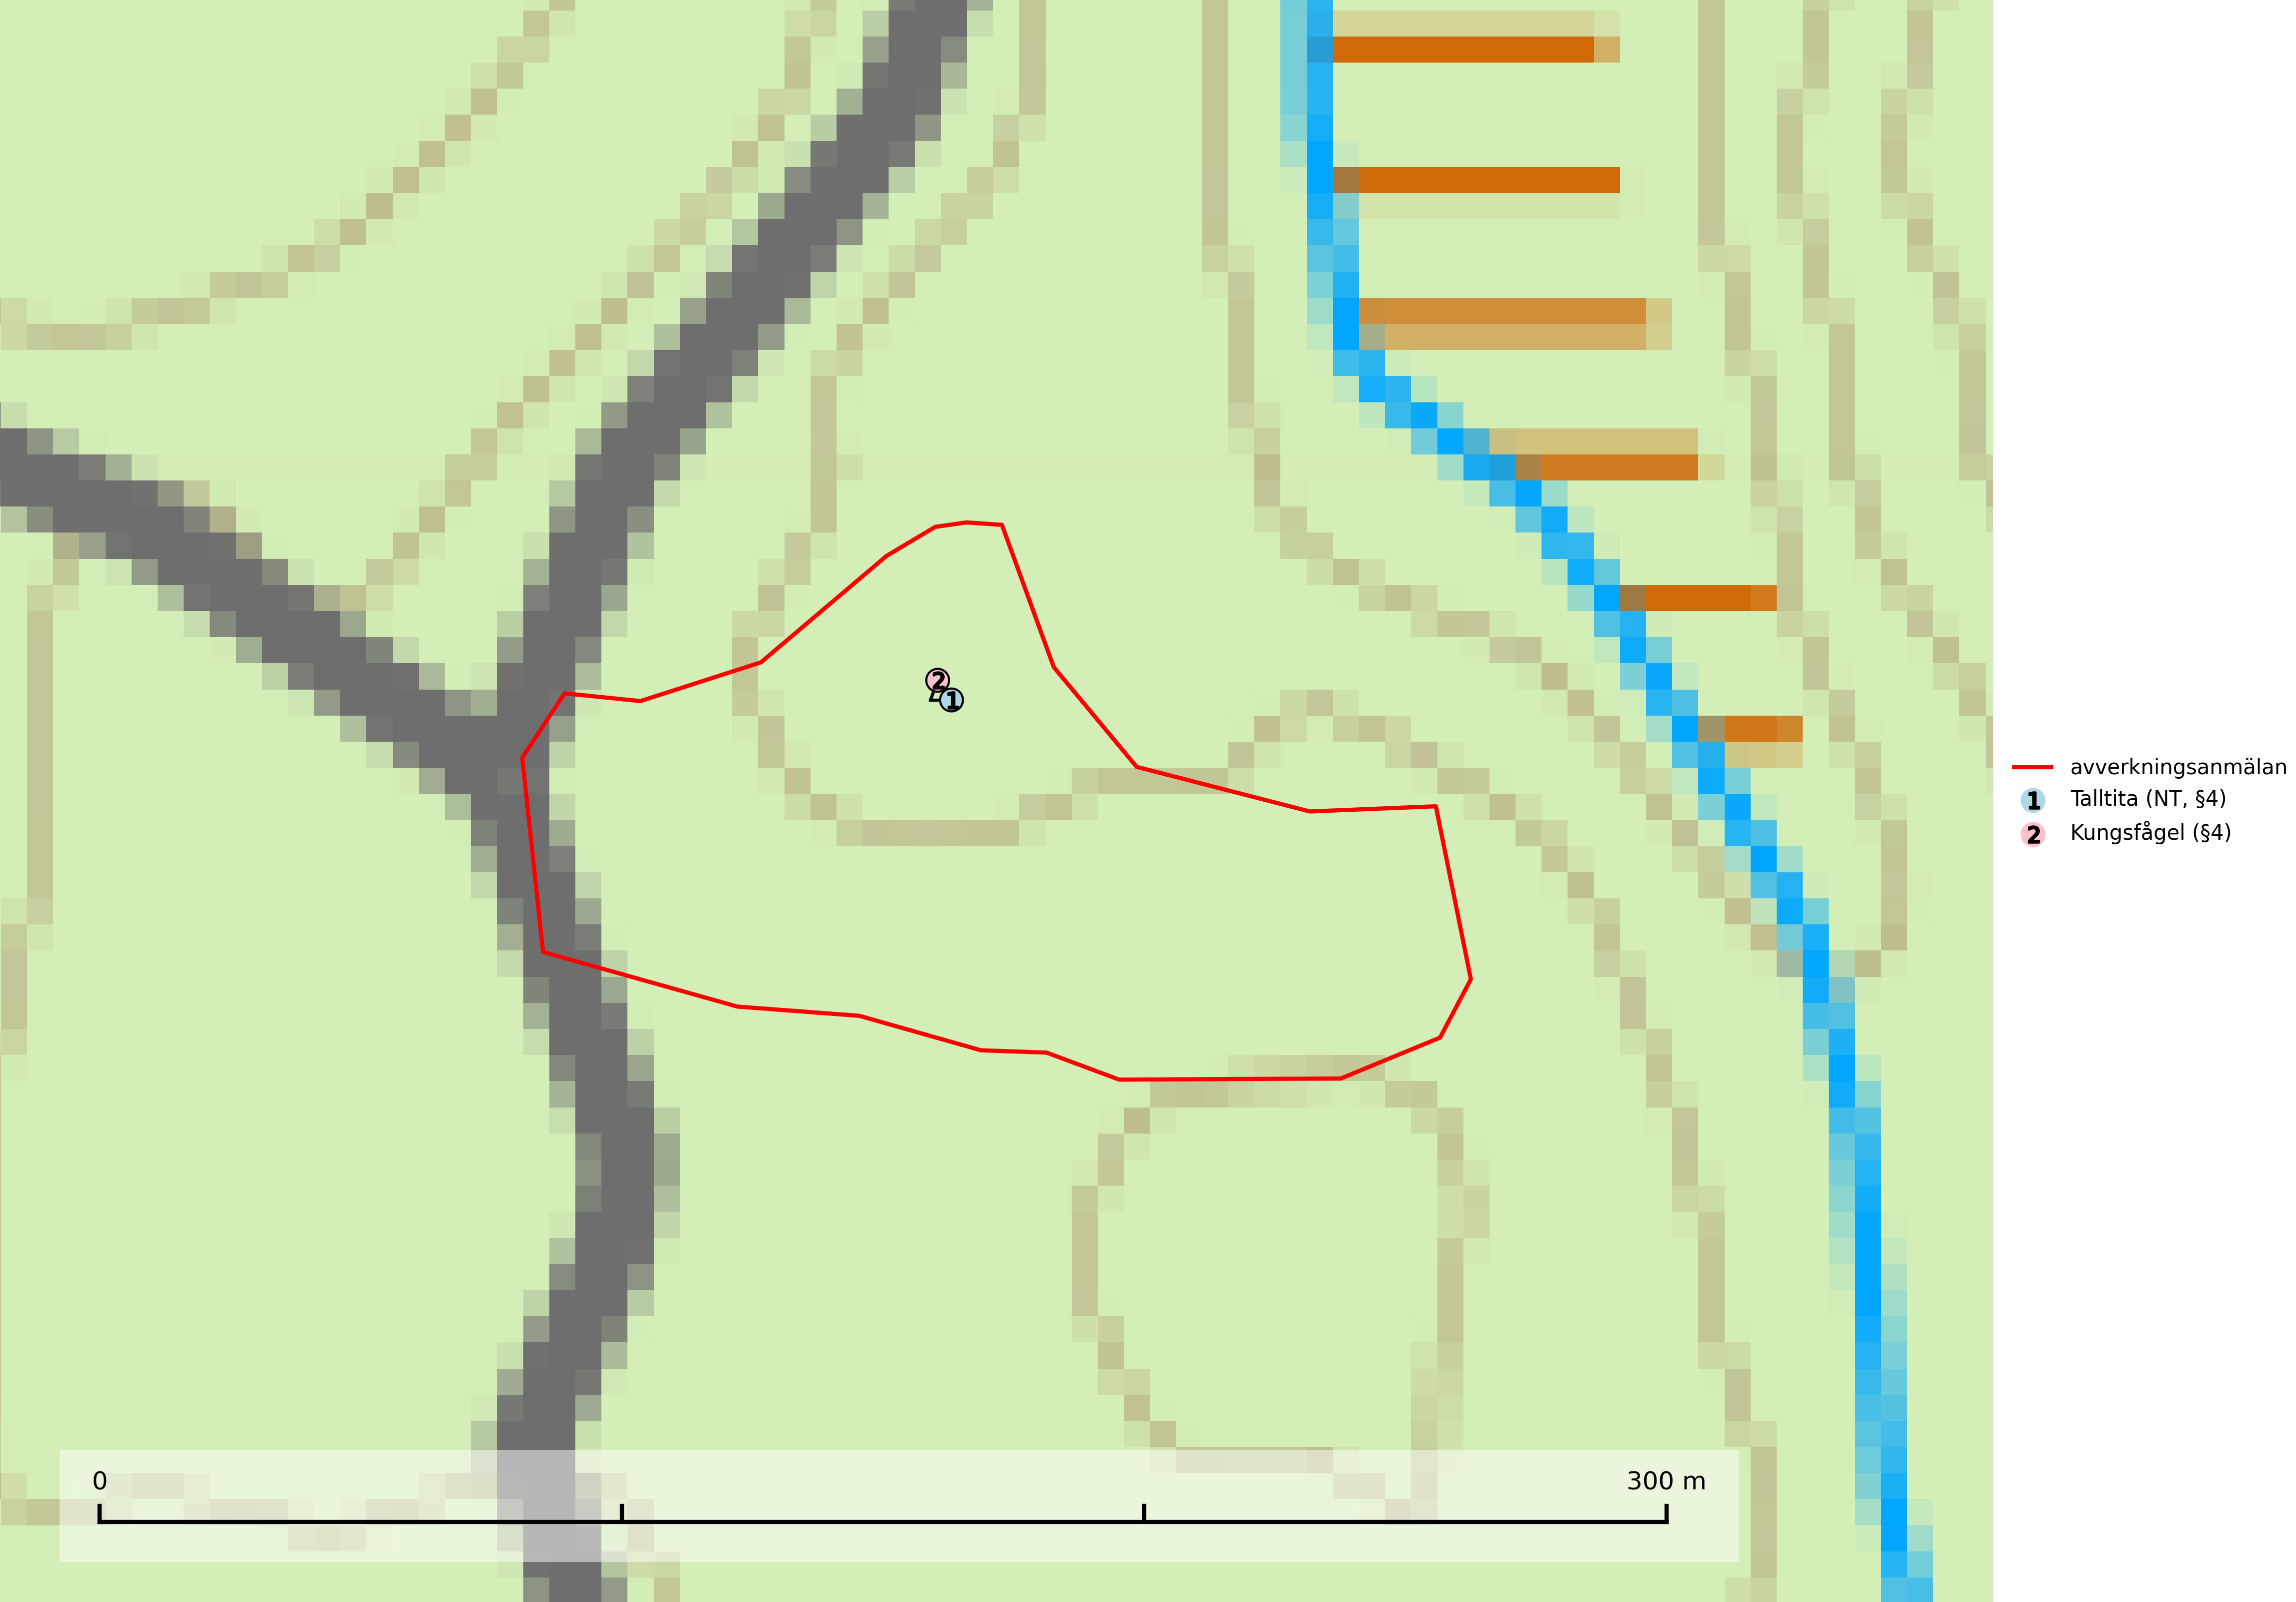 2
1
avverkningsanmälan
1 Talltita (NT, §4)
2 Kungsfågel (§4)
0 300 m